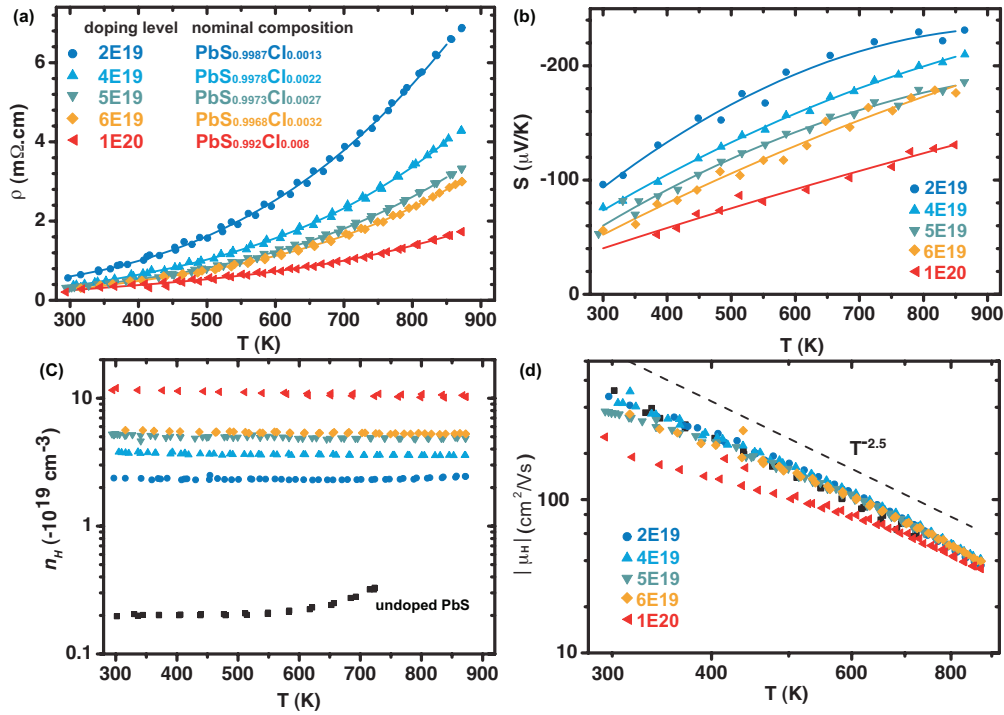 (a)
doping level nominal composition
2E19 PbS0.9987Cl0.0013
4E19 PbS0.9978Cl0.0022
5E19 PbS0.9973Cl0.0027
6E19 PbS0.9968Cl0.0032
1E20 PbS0.992Cl0.008
6
4
2
0
ρ (mΩ.cm)
300 400 500 600 700 800 900
T (K)
(b)
-200
-100
0
S (μV/K)
2E19
4E19
5E19
6E19
1E20
300 400 500 600 700 800 900
T (K)
(C)
10
1
0.1
nH (-10^19 cm^-3)
undoped PbS
300 400 500 600 700 800 900
T (K)
(d)
T^-2.5
100
10
| μH | (cm^2/Vs)
2E19
4E19
5E19
6E19
1E20
300 400 600 800
T (K)